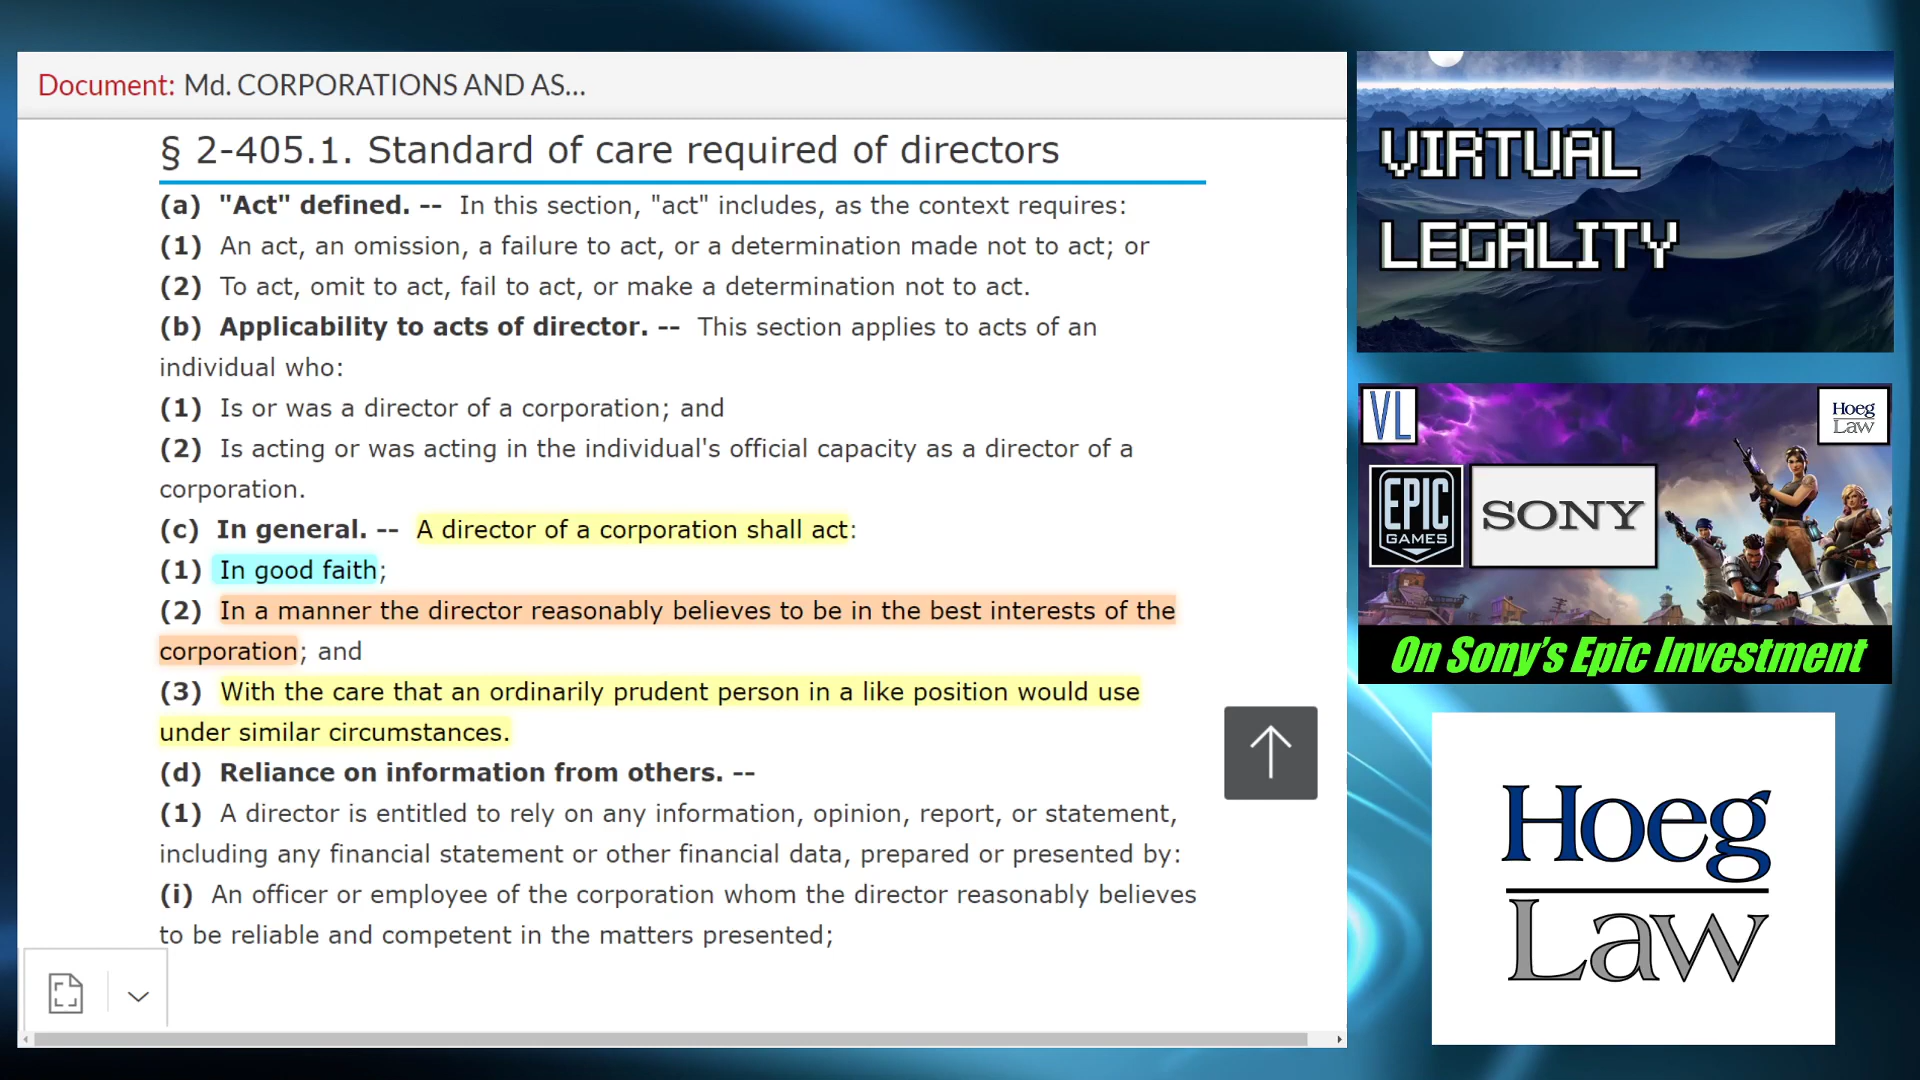 Document: Md. CORPORATIONS AND AS...
§ 2-405.1. Standard of care required of directors
(a) "Act" defined. -- In this section, "act" includes, as the context requires:
(1) An act, an omission, a failure to act, or a determination made not to act; or
(2) To act, omit to act, fail to act, or make a determination not to act.
(b) Applicability to acts of director. -- This section applies to acts of an
individual who:
(1) Is or was a director of a corporation; and
(2) Is acting or was acting in the individual's official capacity as a director of a
corporation.
(c) In general. -- A director of a corporation shall act:
(1) In good faith;
(2) In a manner the director reasonably believes to be in the best interests of the
corporation; and
(3) With the care that an ordinarily prudent person in a like position would use
under similar circumstances.
(d) Reliance on information from others. --
(1) A director is entitled to rely on any information, opinion, report, or statement,
including any financial statement or other financial data, prepared or presented by:
(i) An officer or employee of the corporation whom the director reasonably believes
to be reliable and competent in the matters presented;
VIRTUAL
LEGALITY
VL
Hoeg
Law
EPIC
GAMES
SONY
On Sony's Epic Investment
Hoeg
Law